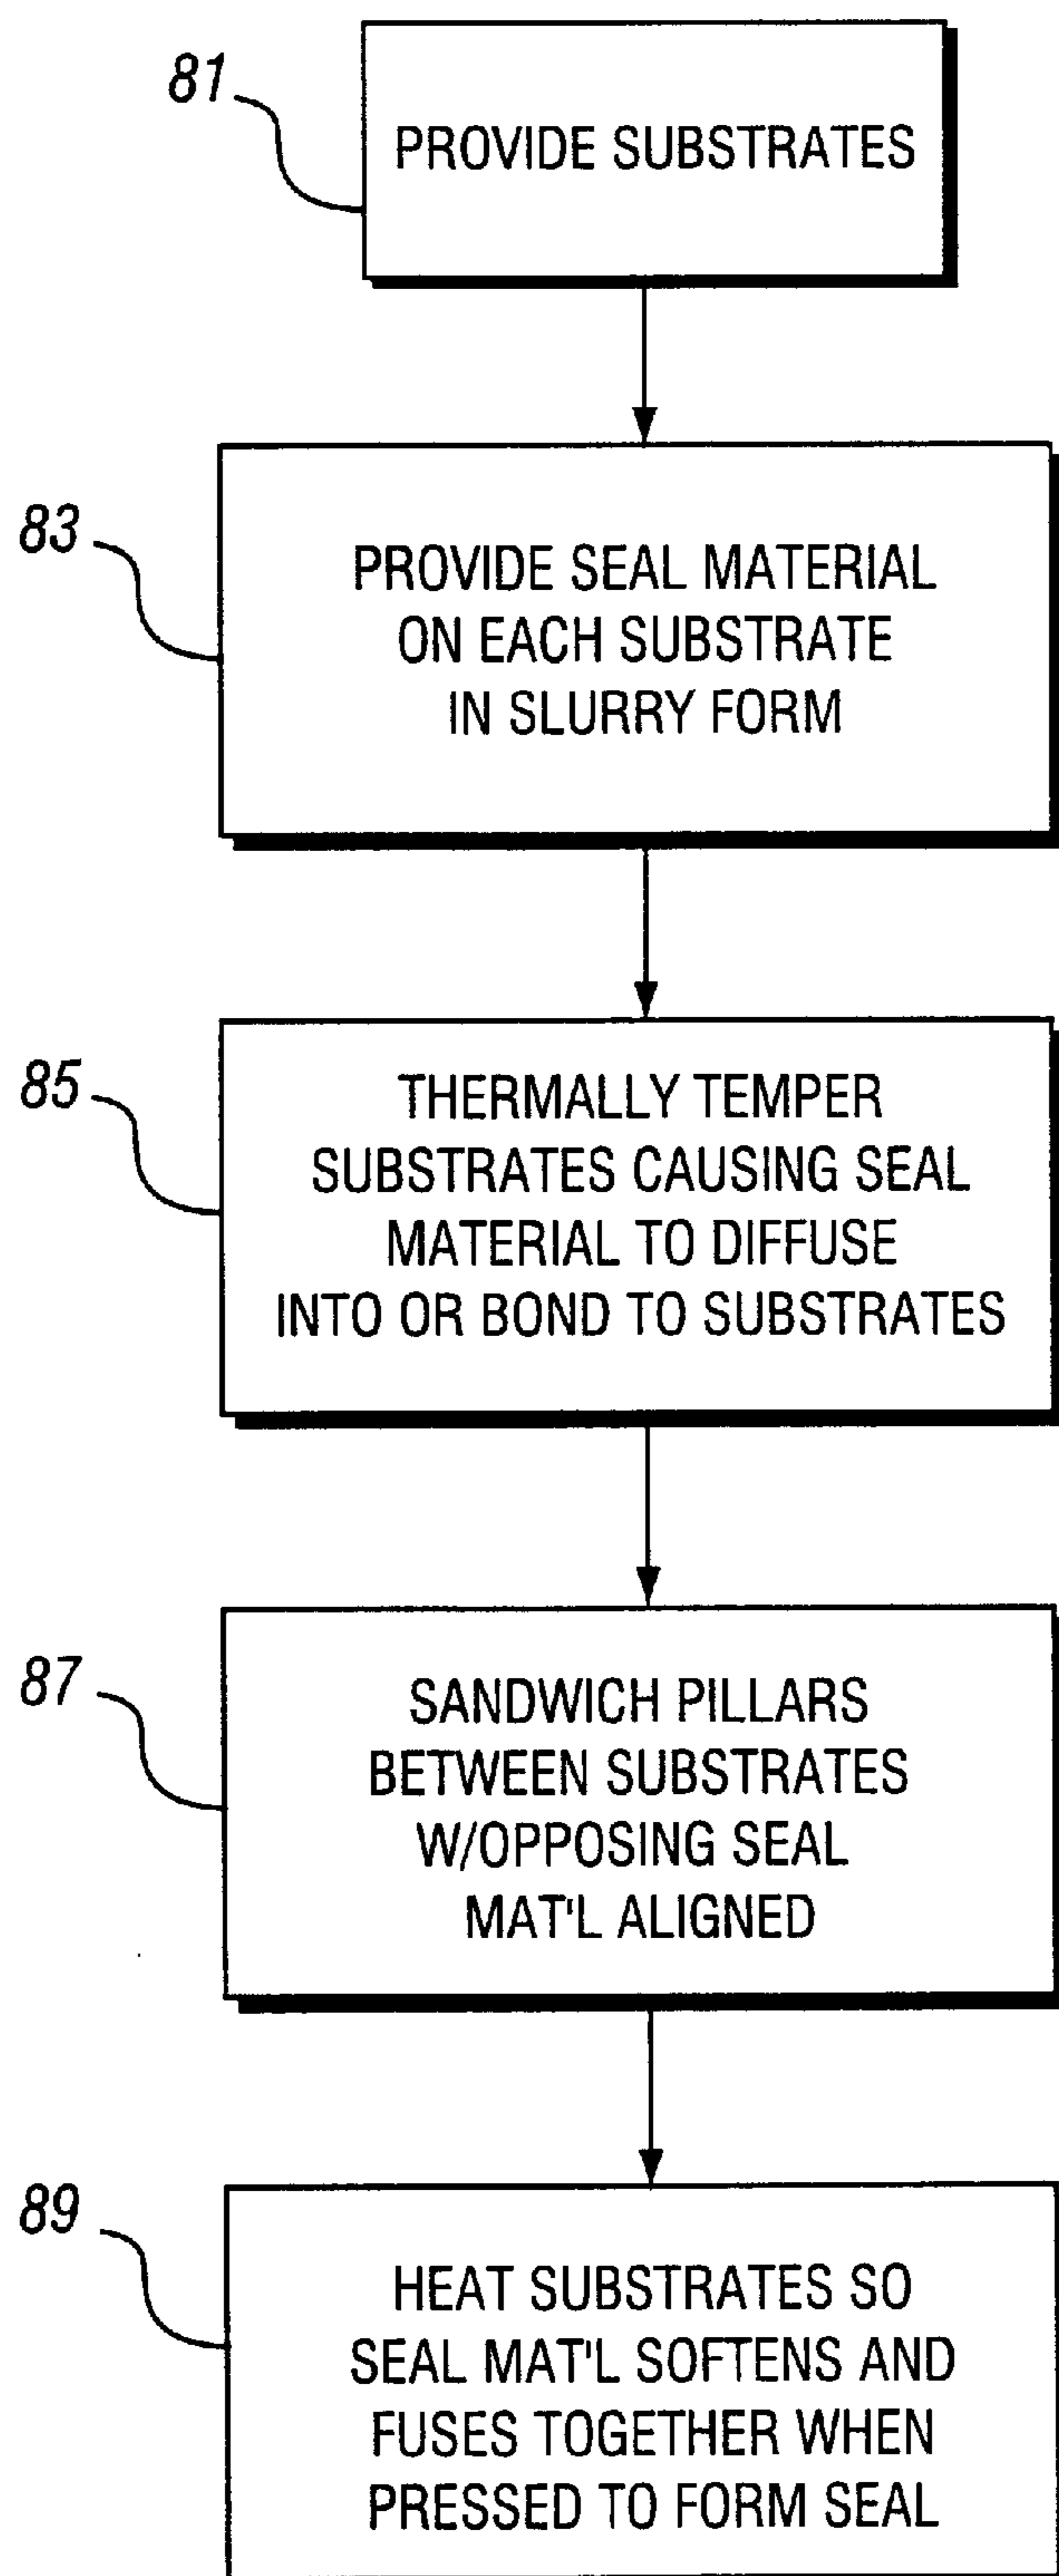 81
PROVIDE SUBSTRATES
83
PROVIDE SEAL MATERIAL
ON EACH SUBSTRATE
IN SLURRY FORM
85
THERMALLY TEMPER
SUBSTRATES CAUSING SEAL
MATERIAL TO DIFFUSE
INTO OR BOND TO SUBSTRATES
87
SANDWICH PILLARS
BETWEEN SUBSTRATES
W/OPPOSING SEAL
MAT'L ALIGNED
89
HEAT SUBSTRATES SO
SEAL MAT'L SOFTENS AND
FUSES TOGETHER WHEN
PRESSED TO FORM SEAL